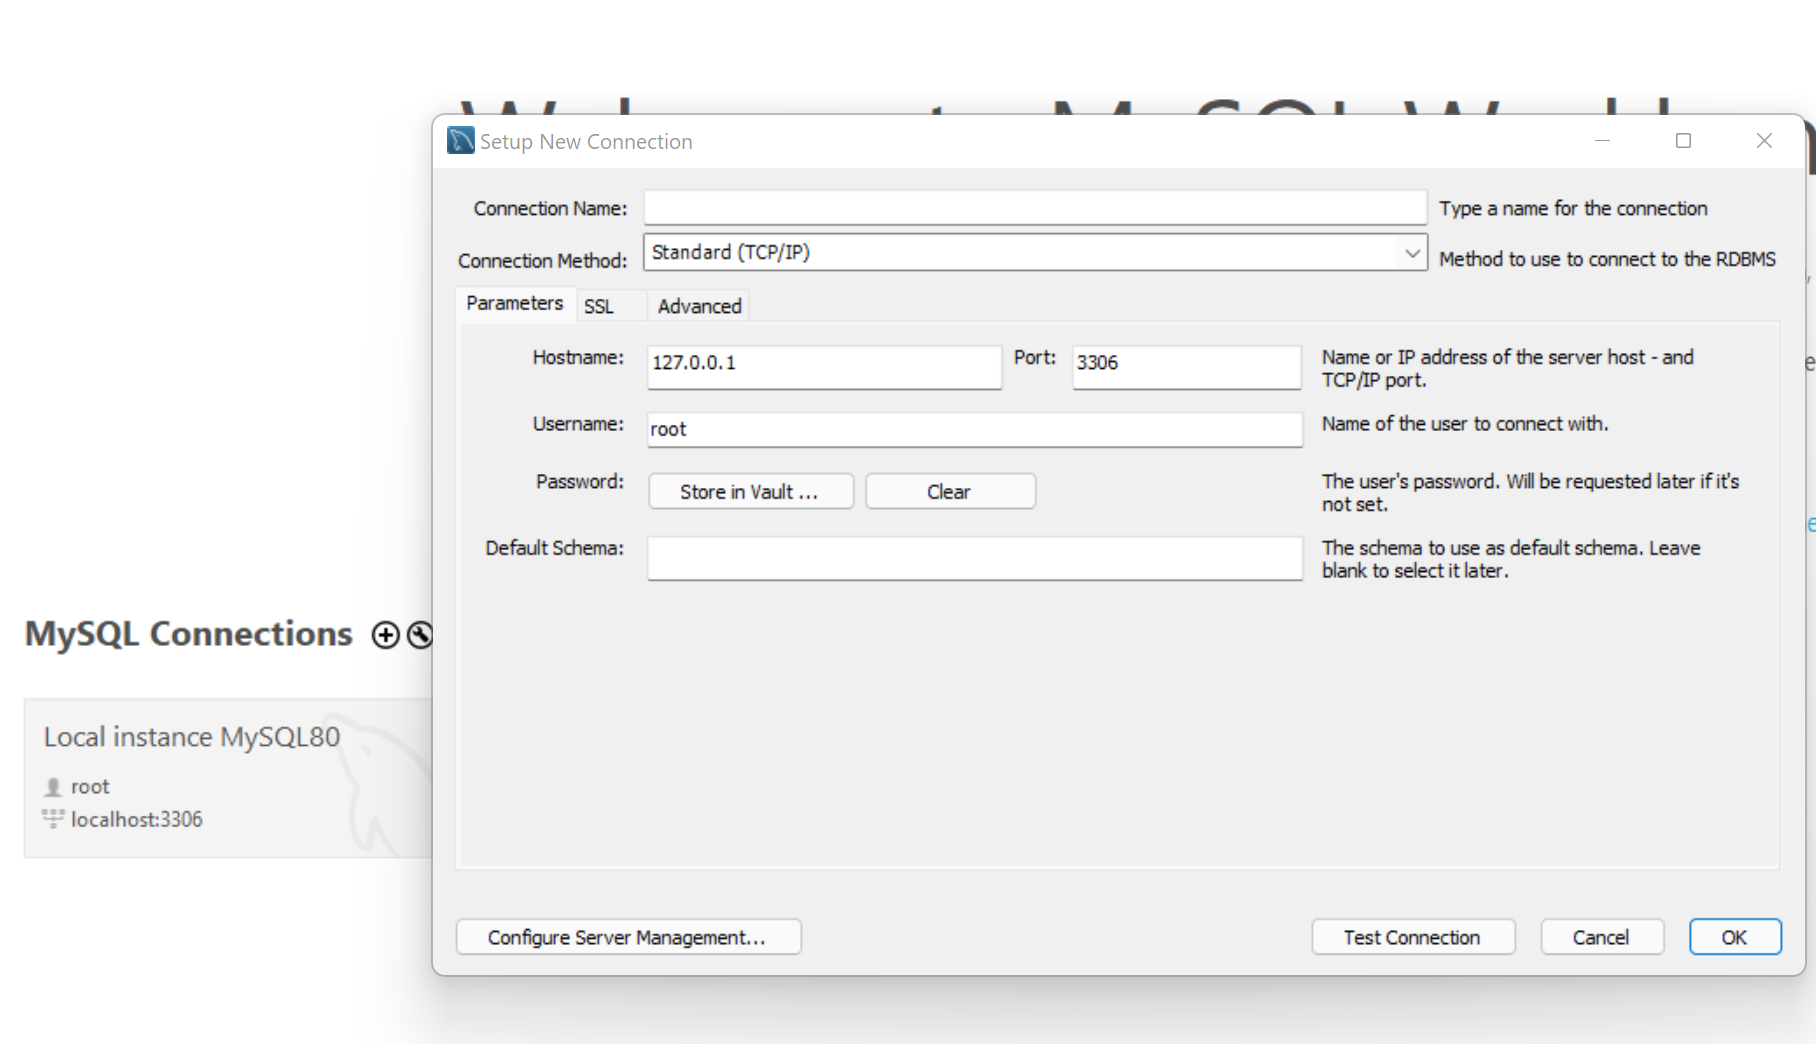 Setup New Connection
Connection Name:
Type a name for the connection
Connection Method: Standard (TCP/IP)
Method to use to connect to the RDBMS
Parameters SSL Advanced
Hostname: 127.0.0.1 Port: 3306
Name or IP address of the server host - and
TCP/IP port.
Username: root
Name of the user to connect with.
Password: Store in Vault ... Clear
The user's password. Will be requested later if it's
not set.
Default Schema:
The schema to use as default schema. Leave
blank to select it later.
MySQL Connections
Local instance MySQL80
root
localhost:3306
Configure Server Management... Test Connection Cancel OK